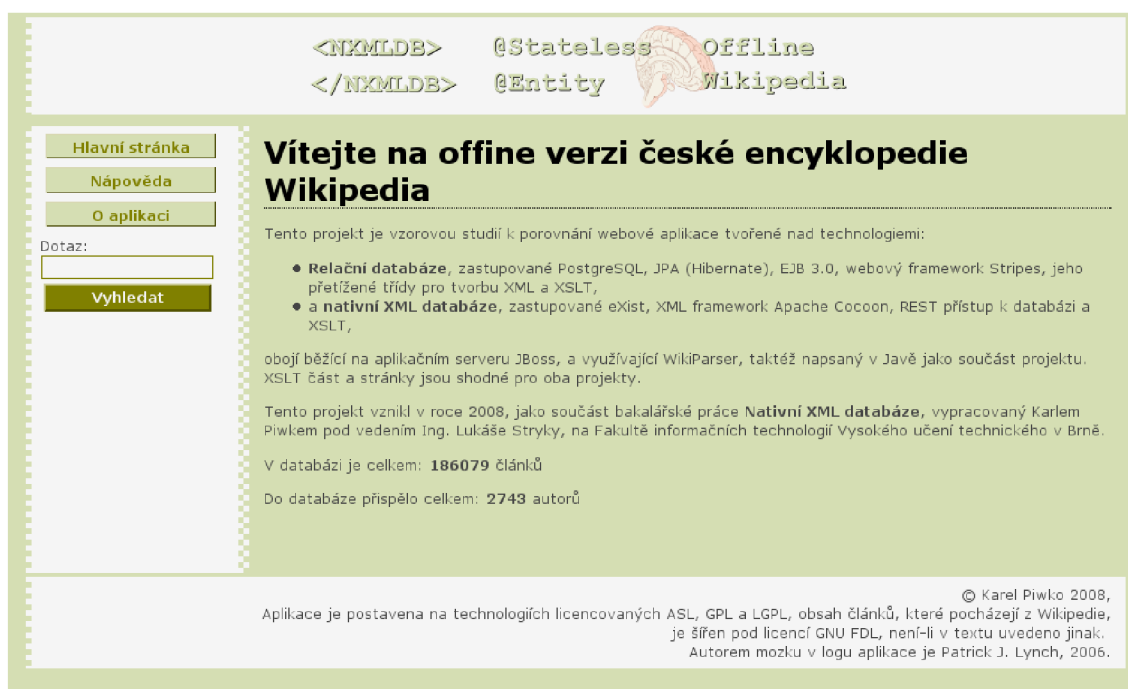 <NXMLDB> @Stateless Offline
</NXMLDB> @Entity Wikipedia
Hlavní stránka
Nápověda
O aplikaci
Dotaz:
Vyhledat
Vítejte na offine verzi české encyklopedie
Wikipedia
Tento projekt je vzorovou studií k porovnání webové aplikace tvořené nad technologiemi:
● Relační databáze, zastupované PostgreSQL, JPA (Hibernate), EJB 3.0, webový framework Stripes, jeho
přetížené třídy pro tvorbu XML a XSLT,
● a nativní XML databáze, zastupované eXist, XML framework Apache Cocoon, REST přístup k databázi a
XSLT,
obojí běžící na aplikačním serveru JBoss, a využívající WikiParser, taktéž napsaný v Javě jako součást projektu.
XSLT část a stránky jsou shodné pro oba projekty.
Tento projekt vznikl v roce 2008, jako součást bakalářské práce Nativní XML databáze, vypracovaný Karlem
Piwkem pod vedením Ing. Lukáše Stryky, na Fakultě informačních technologií Vysokého učení technického v Brně.
V databázi je celkem: 186079 článků
Do databáze přispělo celkem: 2743 autorů
© Karel Piwko 2008,
Aplikace je postavena na technologiích licencovaných ASL, GPL a LGPL, obsah článků, které pocházejí z Wikipedie,
je šířen pod licencí GNU FDL, není-li v textu uvedeno jinak.
Autorem mozku v logu aplikace je Patrick J. Lynch, 2006.